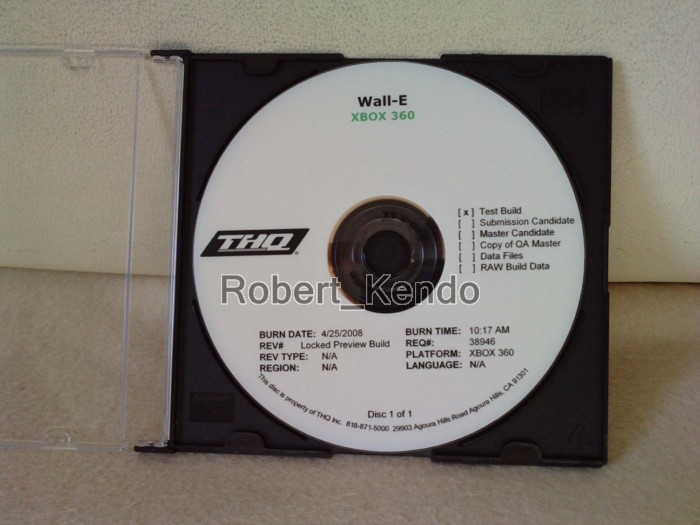 Wall-E
XBOX 360
THQ
[x] Test Build
[ ] Submission Candidate
[ ] Master Candidate
[ ] Copy of QA Master
[ ] Data Files
[ ] RAW Build Data
Robert_Kendo
BURN DATE: 4/25/2008
REV# Locked Preview Build
REV TYPE: N/A
REGION: N/A
BURN TIME: 10:17 AM
REQ#: 38946
PLATFORM: XBOX 360
LANGUAGE: N/A
This disc is property of THQ Inc. 818-871-5000 29903 Agoura Hills Road Agoura Hills, CA 91301
Disc 1 of 1